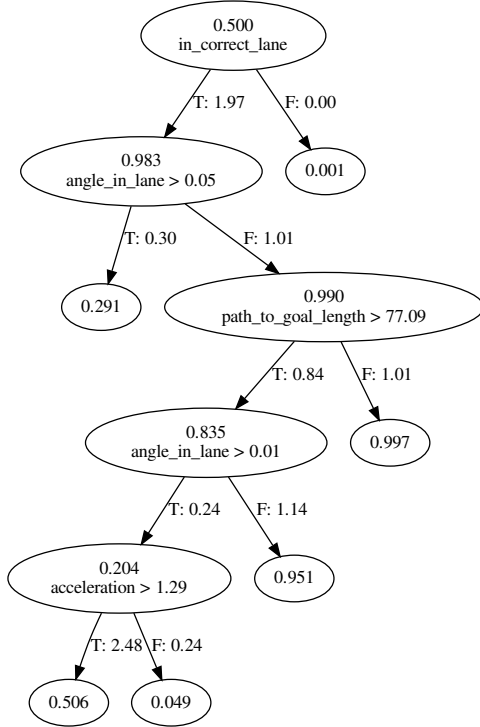 0.500
in_correct_lane
T: 1.97
F: 0.00
0.983
angle_in_lane > 0.05
0.001
T: 0.30
F: 1.01
0.291
0.990
path_to_goal_length > 77.09
T: 0.84
F: 1.01
0.835
angle_in_lane > 0.01
0.997
T: 0.24
F: 1.14
0.204
acceleration > 1.29
0.951
T: 2.48
F: 0.24
0.506
0.049